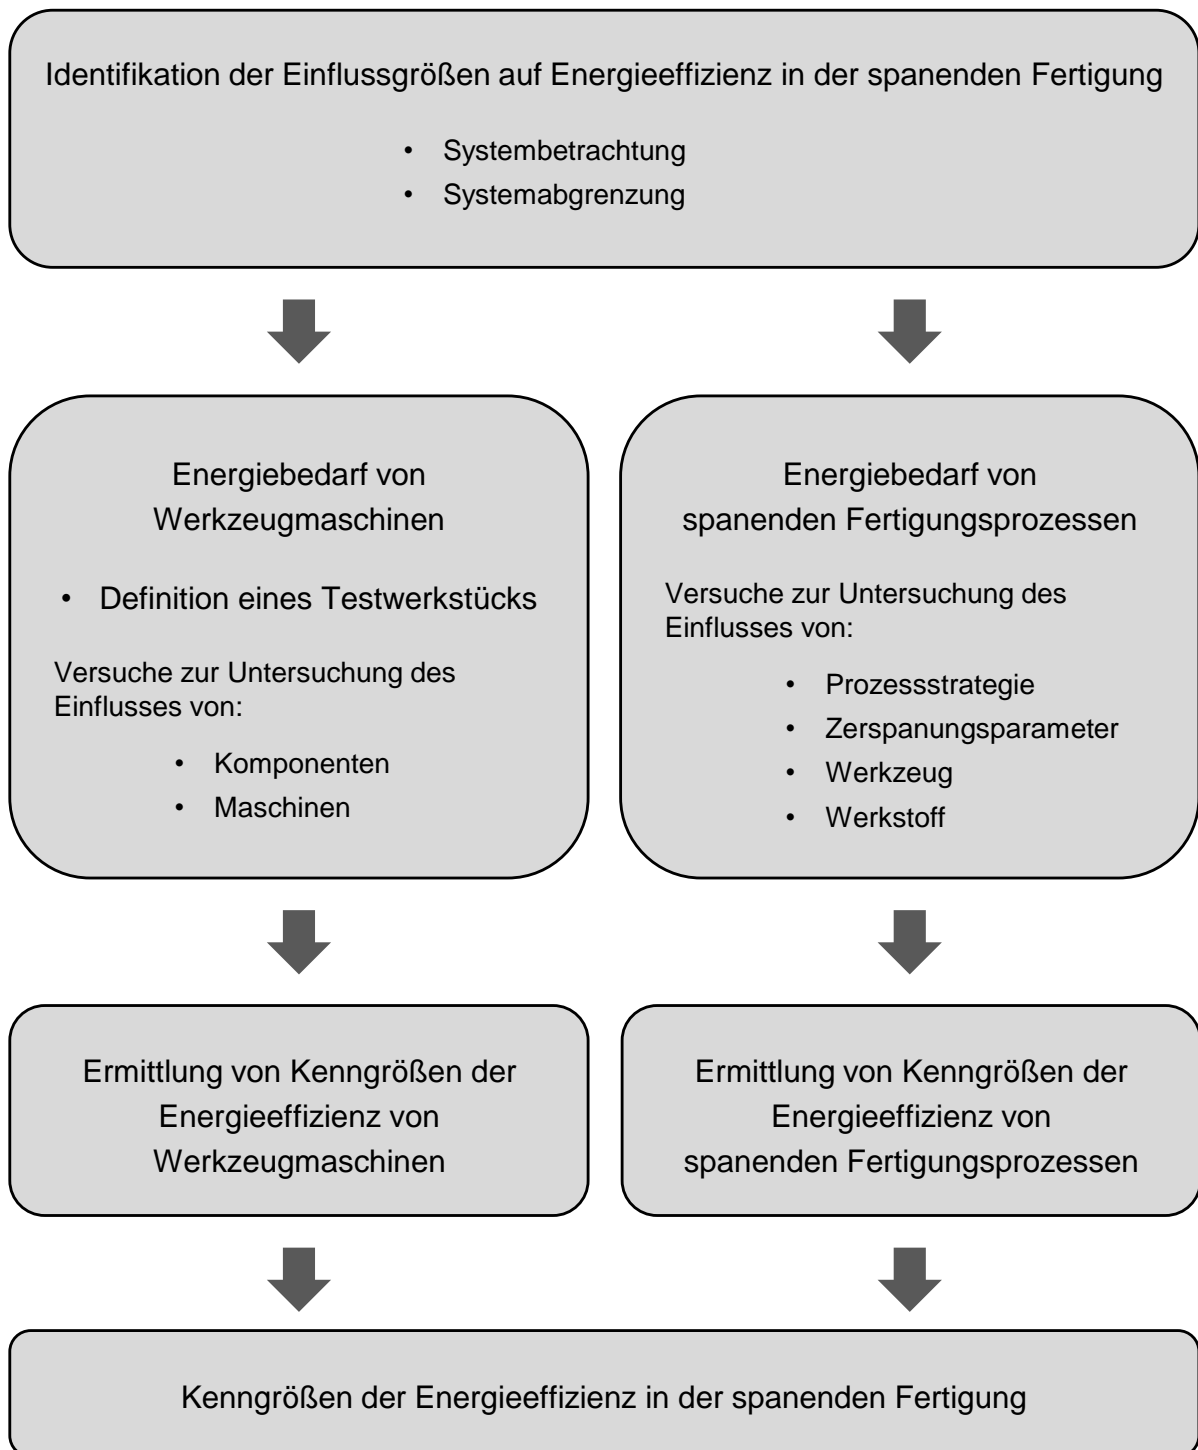 Identifikation der Einflussgrößen auf Energieeffizienz in der spanenden Fertigung
• Systembetrachtung
• Systemabgrenzung
Energiebedarf von
Werkzeugmaschinen
• Definition eines Testwerkstücks
Versuche zur Untersuchung des
Einflusses von:
• Komponenten
• Maschinen
Energiebedarf von
spanenden Fertigungsprozessen
Versuche zur Untersuchung des
Einflusses von:
• Prozessstrategie
• Zerspanungsparameter
• Werkzeug
• Werkstoff
Ermittlung von Kenngrößen der
Energieeffizienz von
Werkzeugmaschinen
Ermittlung von Kenngrößen der
Energieeffizienz von
spanenden Fertigungsprozessen
Kenngrößen der Energieeffizienz in der spanenden Fertigung